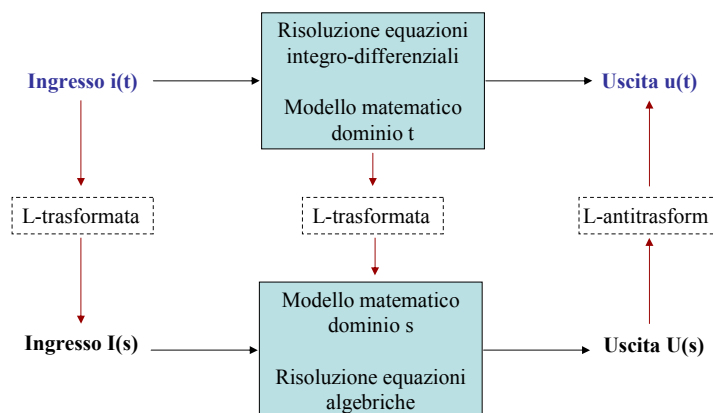 Risoluzione equazioni
integro-differenziali
Ingresso i(t)
Uscita u(t)
Modello matematico
dominio t
L-trasformata
L-trasformata
L-antitrasform
Modello matematico
dominio s
Ingresso I(s)
Uscita U(s)
Risoluzione equazioni
algebriche